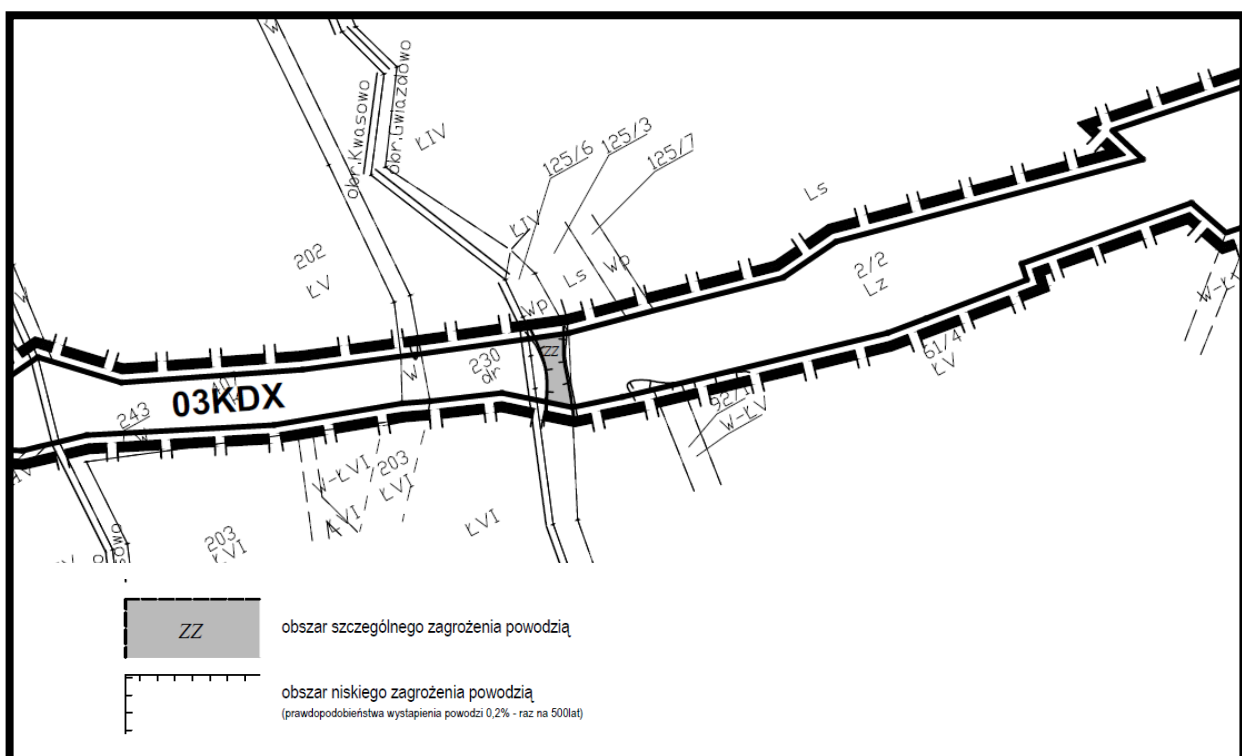 W
obr.Kwasowo
obr.Gwiazdowo
ŁIV
125/6
125/3
125/7
ŁIV
Ls
202
ŁV
Ls
Wp
2/2
Lz
W
Wp
W-Ł
ZZ
230
dr
W
61/4
ŁV
03KDX
243
W
92/1
W-ŁV
W-ŁVI
203
ŁVI
ŁVI
ŁVI
203
ŁVI
ZZ
obszar szczególnego zagrożenia powodzią
obszar niskiego zagrożenia powodzią
(prawdopodobieństwa wystąpienia powodzi 0,2% - raz na 500lat)